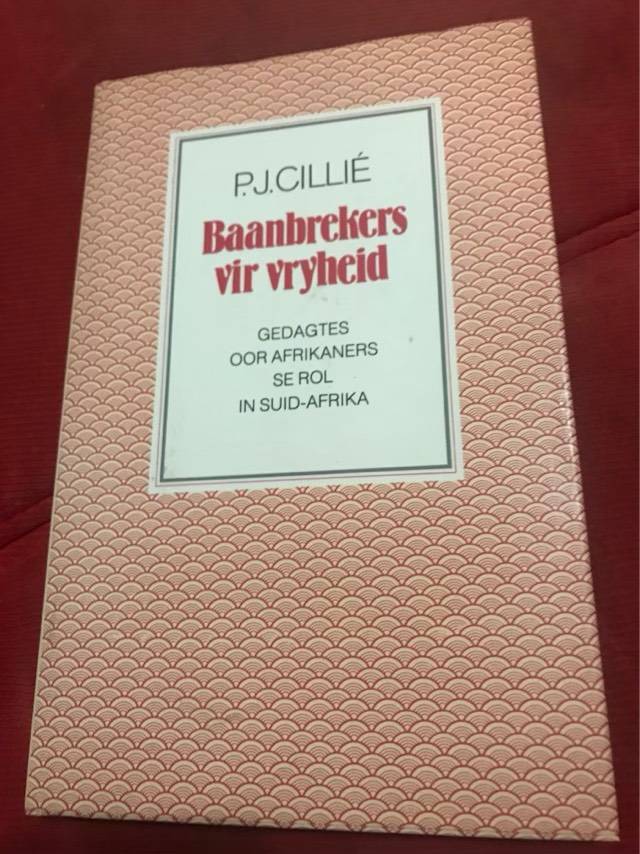 P.J. CILLIÉ
Baanbrekers
vir vryheid
GEDAGTES
OOR AFRIKANERS
SE ROL
IN SUID-AFRIKA